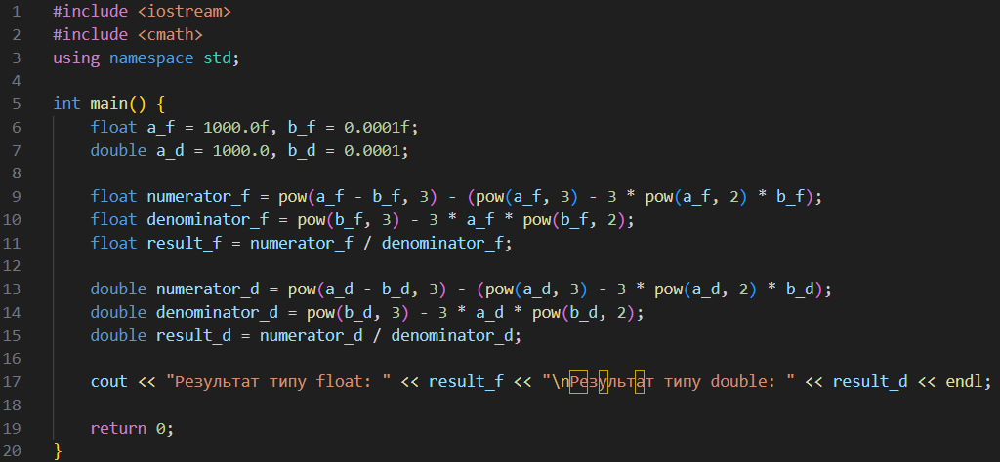 1 #include <iostream>
2 #include <cmath>
3 using namespace std;
4
5 int main() {
6     float a_f = 1000.0f, b_f = 0.0001f;
7     double a_d = 1000.0, b_d = 0.0001;
8
9     float numerator_f = pow(a_f - b_f, 3) - (pow(a_f, 3) - 3 * pow(a_f, 2) * b_f);
10     float denominator_f = pow(b_f, 3) - 3 * a_f * pow(b_f, 2);
11     float result_f = numerator_f / denominator_f;
12
13     double numerator_d = pow(a_d - b_d, 3) - (pow(a_d, 3) - 3 * pow(a_d, 2) * b_d);
14     double denominator_d = pow(b_d, 3) - 3 * a_d * pow(b_d, 2);
15     double result_d = numerator_d / denominator_d;
16
17     cout << "Результат типу float: " << result_f << "\nРезультат типу double: " << result_d << endl;
18
19     return 0;
20 }